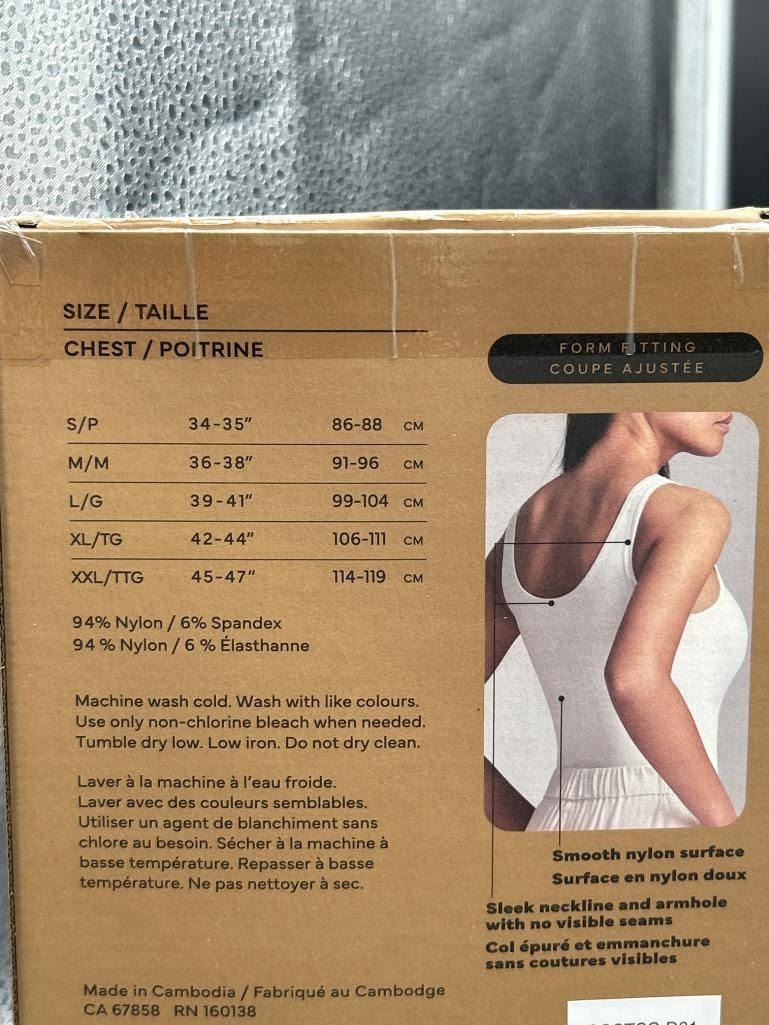 SIZE / TAILLE
CHEST / POITRINE
S/P 34-35” 86-88 CM
M/M 36-38” 91-96 CM
L/G 39-41” 99-104 CM
XL/TG 42-44” 106-111 CM
XXL/TTG 45-47” 114-119 CM
94% Nylon / 6% Spandex
94 % Nylon / 6 % Élasthanne
Machine wash cold. Wash with like colours.
Use only non-chlorine bleach when needed.
Tumble dry low. Low iron. Do not dry clean.
Laver à la machine à l’eau froide.
Laver avec des couleurs semblables.
Utiliser un agent de blanchiment sans
chlore au besoin. Sécher à la machine à
basse température. Repasser à basse
température. Ne pas nettoyer à sec.
Made in Cambodia / Fabriqué au Cambodge
CA 67858 RN 160138
FORM FITTING
COUPE AJUSTÉE
Smooth nylon surface
Surface en nylon doux
Sleek neckline and armhole
with no visible seams
Col épuré et emmanchure
sans coutures visibles